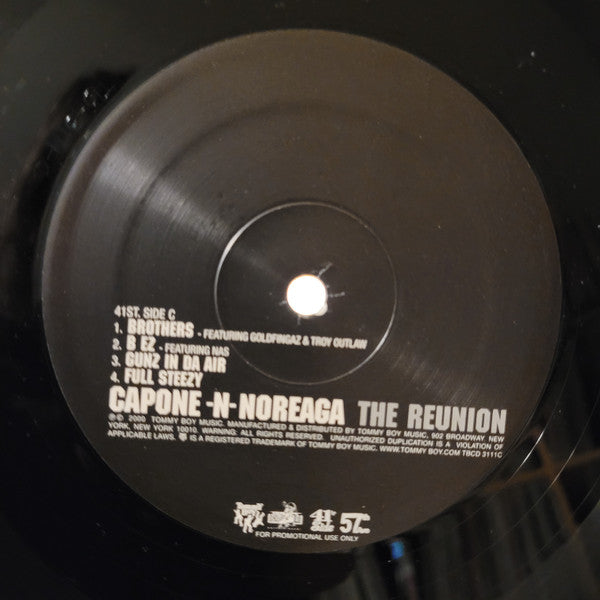 41ST. SIDE C
1. BROTHERS - FEATURING GOLDFINGAZ & TROY OUTLAW
2. B EZ - FEATURING NAS
3. GUNZ IN DA AIR
4. FULL STEEZY
CAPONE -N- NOREAGA THE REUNION
℗ © 2000 TOMMY BOY MUSIC. MANUFACTURED & DISTRIBUTED BY TOMMY BOY MUSIC, 902 BROADWAY, NEW
YORK, NEW YORK 10010. WARNING: ALL RIGHTS RESERVED. UNAUTHORIZED DUPLICATION IS A VIOLATION OF
APPLICABLE LAWS. IS A REGISTERED TRADEMARK OF TOMMY BOY MUSIC. WWW.TOMMYBOY.COM TBCD 3111C
41ST
FOR PROMOTIONAL USE ONLY